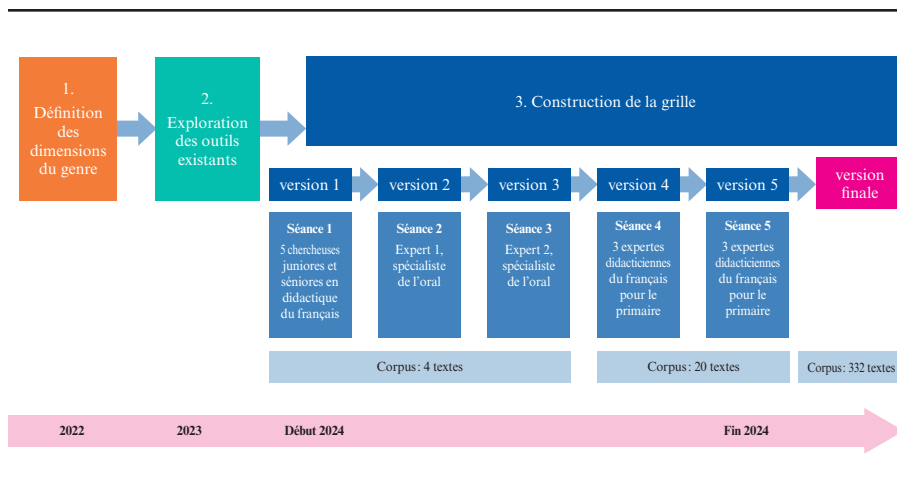 1.
Définition
des
dimensions
du genre
2.
Exploration
des outils
existants
3. Construction de la grille
version 1
version 2
version 3
version 4
version 5
version
finale
Séance 1
5 chercheuses
juniores et
séniores en
didactique
du français
Séance 2
Expert 1,
spécialiste
de l'oral
Séance 3
Expert 2,
spécialiste
de l'oral
Séance 4
3 expertes
didacticiennes
du français
pour le
primaire
Séance 5
3 expertes
didacticiennes
du français
pour le
primaire
Corpus : 4 textes
Corpus : 20 textes
Corpus : 332 textes
2022
2023
Début 2024
Fin 2024